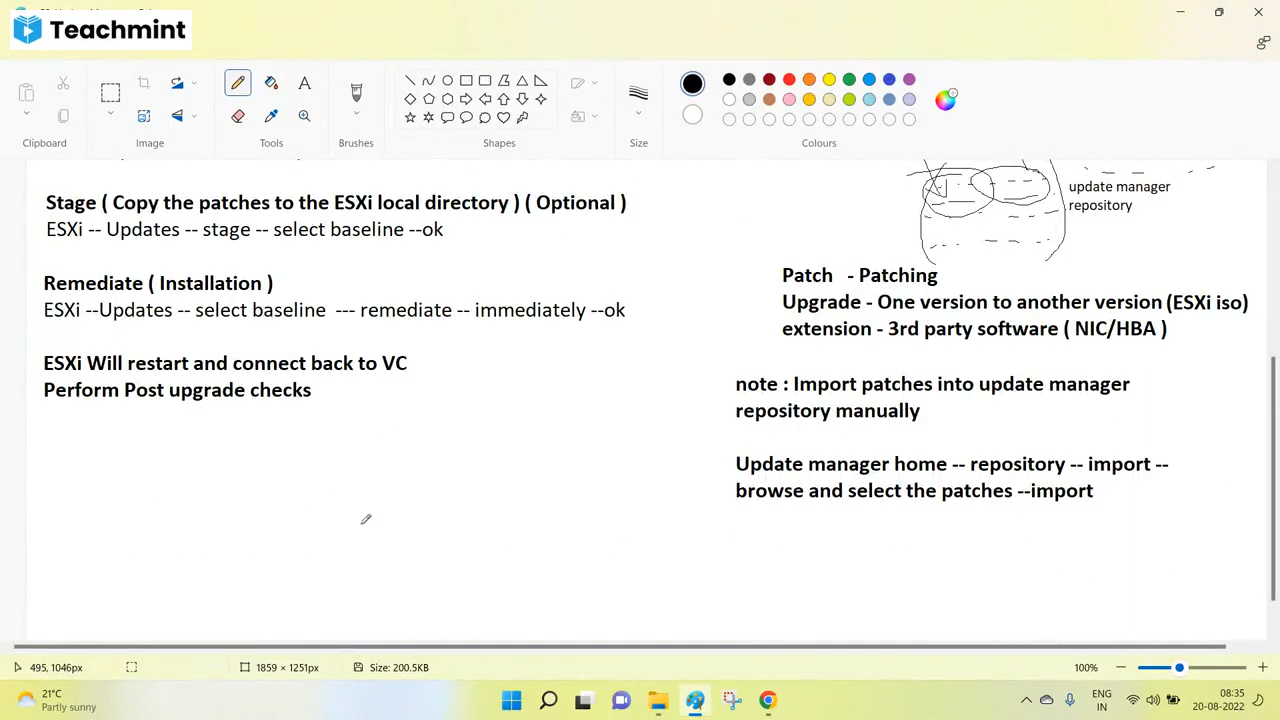 Teachmint
Clipboard
Image
Tools
Brushes
Shapes
Size
Colours
Stage ( Copy the patches to the ESXi local directory ) ( Optional )
ESXi -- Updates -- stage -- select baseline --ok
Remediate ( Installation )
ESXi --Updates -- select baseline --- remediate -- immediately --ok
ESXi Will restart and connect back to VC
Perform Post upgrade checks
update manager
repository
Patch - Patching
Upgrade - One version to another version (ESXi iso)
extension - 3rd party software ( NIC/HBA )
note : Import patches into update manager
repository manually
Update manager home -- repository -- import --
browse and select the patches --import
495, 1046px
1859 × 1251px
Size: 200.5KB
100%
21°C
Partly sunny
ENG
IN
08:35
20-08-2022